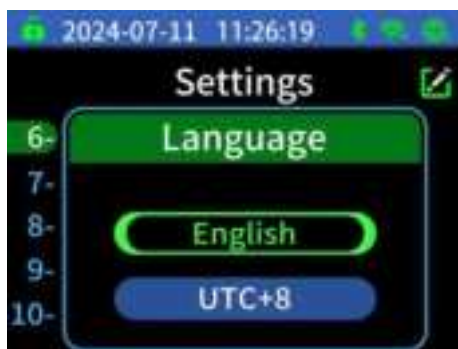 2024-07-11 11:26:19
Settings
Language
6-
7-
English
8-
9-
UTC+8
10-